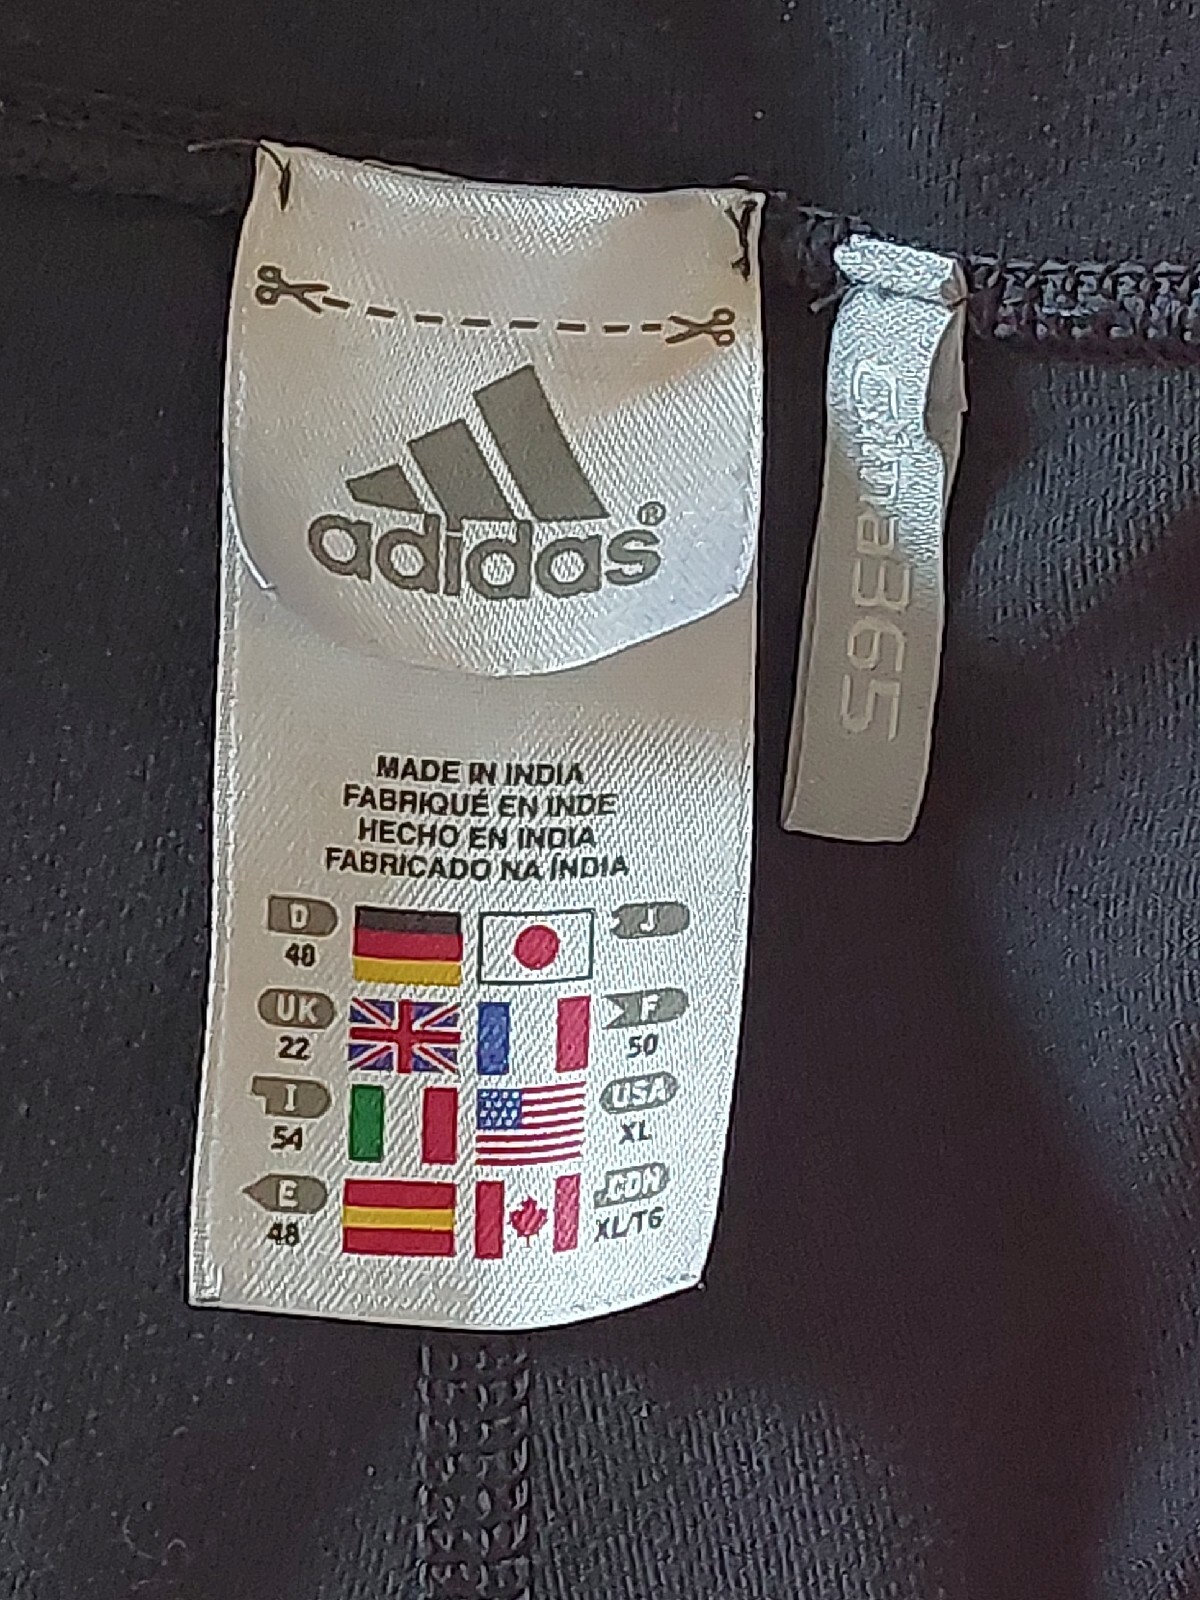 adidas®
MADE IN INDIA
FABRIQUÉ EN INDE
HECHO EN INDIA
FABRICADO NA ÍNDIA
D J
48
UK F
22 50
I USA
54 XL
E CDN
48 XL/TG
Clima365